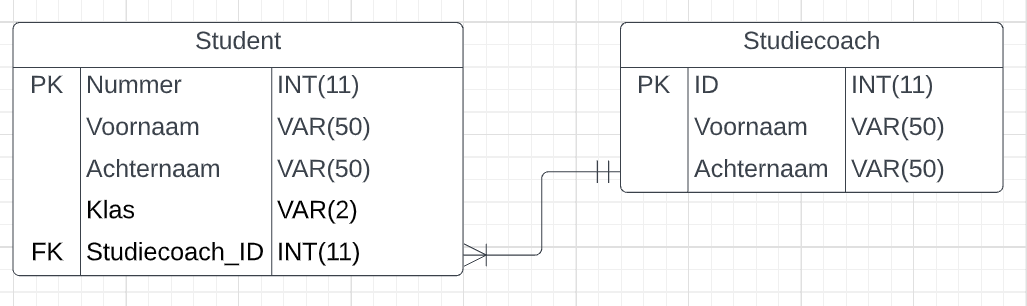 Student
PK Nummer INT(11)
Voornaam VAR(50)
Achternaam VAR(50)
Klas VAR(2)
FK Studiecoach_ID INT(11)
Studiecoach
PK ID INT(11)
Voornaam VAR(50)
Achternaam VAR(50)